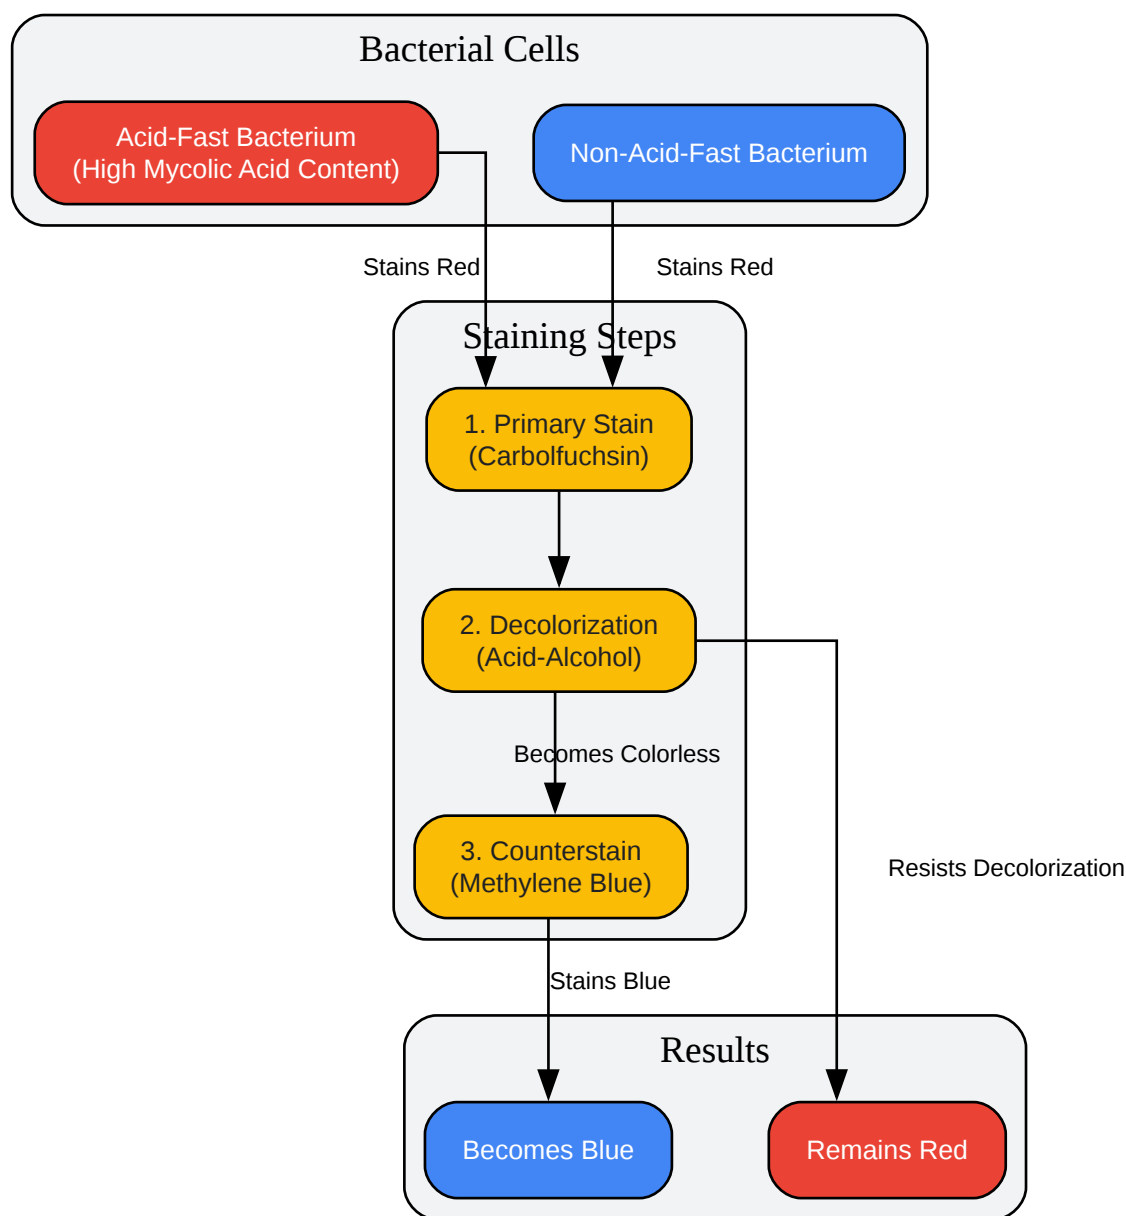 Bacterial Cells
Acid-Fast Bacterium
(High Mycolic Acid Content)
Non-Acid-Fast Bacterium
Stains Red
Stains Red
Staining Steps
1. Primary Stain
(Carbolfuchsin)
2. Decolorization
(Acid-Alcohol)
Becomes Colorless
3. Counterstain
(Methylene Blue)
Resists Decolorization
Stains Blue
Results
Becomes Blue
Remains Red